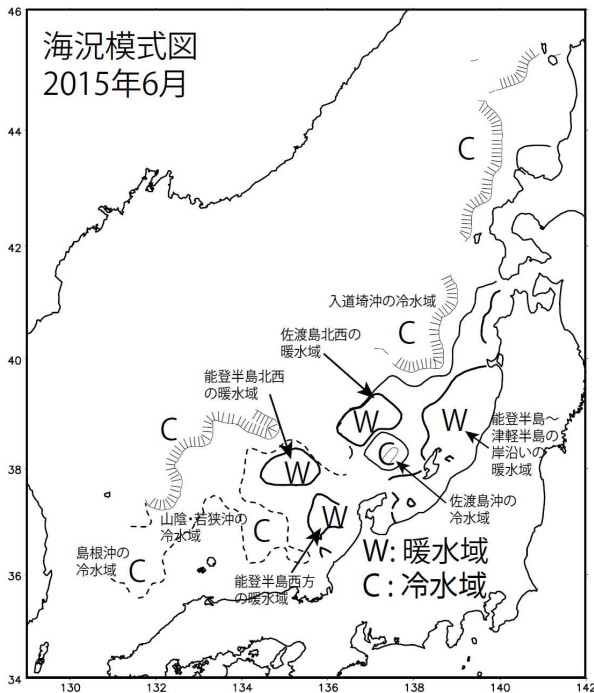 海況模式図
2015年6月
46
44
42
40
38
36
34
130
132
134
136
138
140
142
C
入道埼沖の冷水域
C
佐渡島北西の
暖水域
W
能登半島北西
の暖水域
W
C
W
能登半島～
津軽半島の
岸沿いの
暖水域
C
佐渡島沖の
冷水域
山陰・若狭沖の
冷水域
C
W
島根沖の
冷水域
C
能登半島西方
の暖水域
W: 暖水域
C : 冷水域